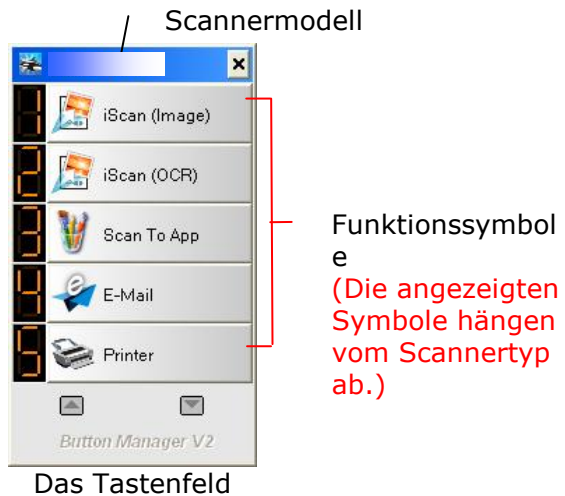 Scannermodell
1 iScan (Image)
2 iScan (OCR)
3 Scan To App
4 E-Mail
5 Printer
Button Manager V2
Das Tastenfeld
Funktionssymbol
e
(Die angezeigten
Symbole hängen
vom Scannertyp
ab.)